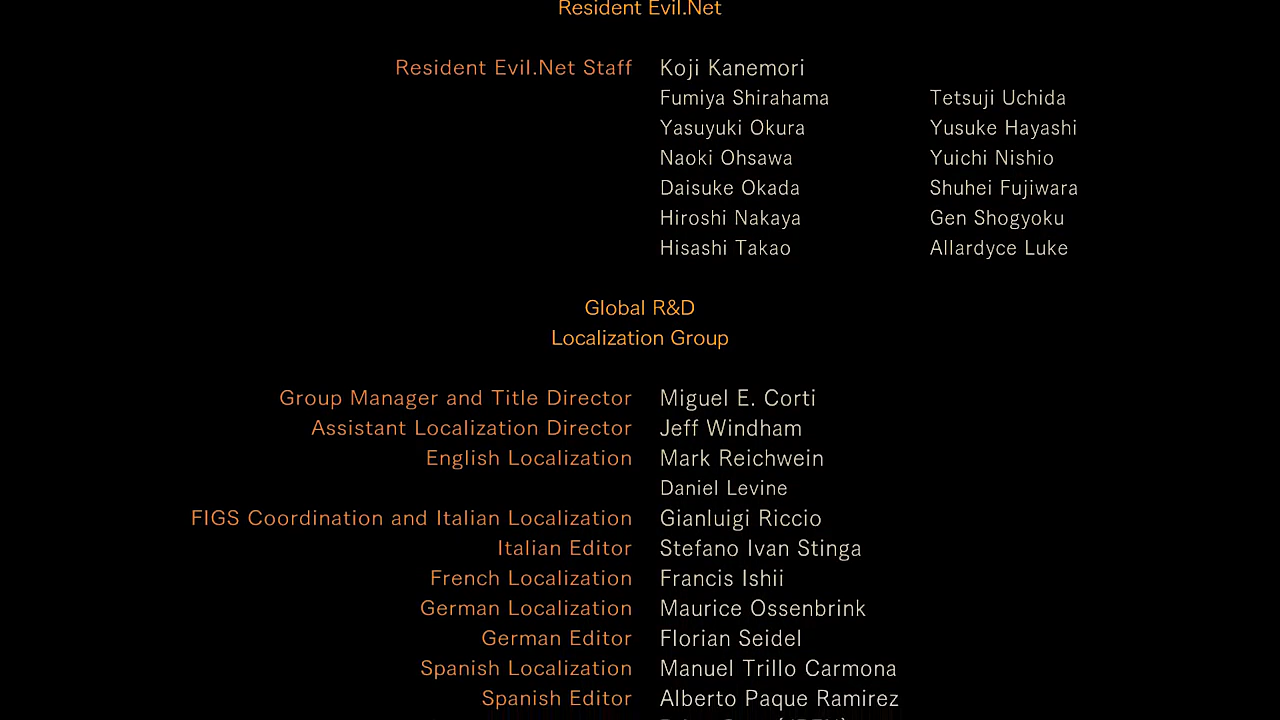 Resident Evil.Net
Resident Evil.Net Staff Koji Kanemori
Fumiya Shirahama Tetsuji Uchida
Yasuyuki Okura Yusuke Hayashi
Naoki Ohsawa Yuichi Nishio
Daisuke Okada Shuhei Fujiwara
Hiroshi Nakaya Gen Shogyoku
Hisashi Takao Allardyce Luke
Global R&D
Localization Group
Group Manager and Title Director Miguel E. Corti
Assistant Localization Director Jeff Windham
English Localization Mark Reichwein
Daniel Levine
FIGS Coordination and Italian Localization Gianluigi Riccio
Italian Editor Stefano Ivan Stinga
French Localization Francis Ishii
German Localization Maurice Ossenbrink
German Editor Florian Seidel
Spanish Localization Manuel Trillo Carmona
Spanish Editor Alberto Paque Ramirez